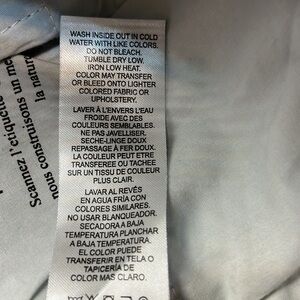 WASH INSIDE OUT IN COLD
WATER WITH LIKE COLORS.
DO NOT BLEACH.
TUMBLE DRY LOW.
IRON LOW HEAT.
COLOR MAY TRANSFER
OR BLEED ONTO LIGHTER
COLORED FABRIC OR
UPHOLSTERY.
LAVER À L'ENVERS L'EAU
FROIDE AVEC DES
COULEURS SEMBLABLES.
NE PAS JAVELLISER.
SECHE-LINGE DOUX
REPASSAGE À FER DOUX.
LA COULEUR PEUT ETRE
TRANSFEREE OU TACHEE
SUR UN TISSU DE COULEUR
PLUS CLAIR.
LAVAR AL REVÉS
EN AGUA FRÍA CON
COLORES SIMILARES.
NO USAR BLANQUEADOR.
SECADORA A BAJA
TEMPERATURA PLANCHAR
A BAJA TEMPERATURA.
EL COLOR PUEDE
TRANSFERIR EN TELA O
TAPICERÍA DE
COLOR MAS CLARO.
Scannez l'étiquette
nous construisons un me
la nature